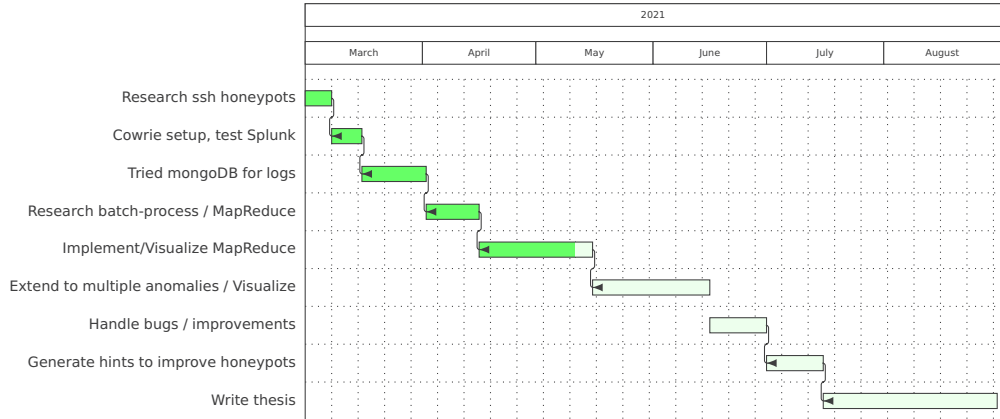 2021
March April May June July August
Research ssh honeypots
Cowrie setup, test Splunk
Tried mongoDB for logs
Research batch-process / MapReduce
Implement/Visualize MapReduce
Extend to multiple anomalies / Visualize
Handle bugs / improvements
Generate hints to improve honeypots
Write thesis